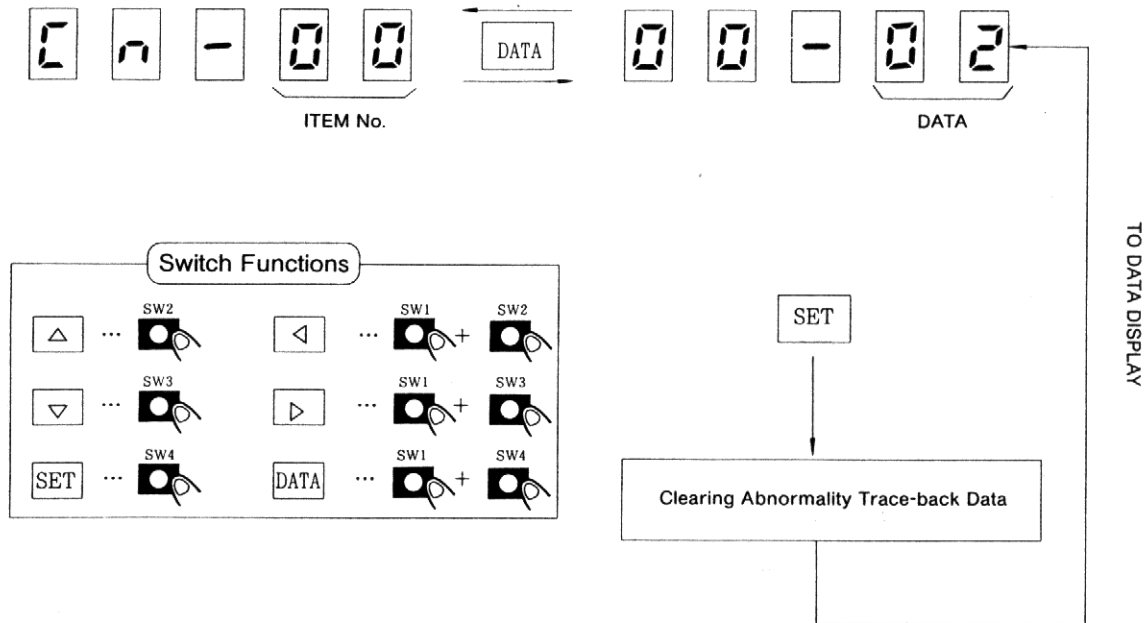 Cn-00
DATA
00-02
ITEM No.
DATA
TO DATA DISPLAY
Switch Functions
△ ... SW2
◁ ... SW1 + SW2
▽ ... SW3
▷ ... SW1 + SW3
SET ... SW4
DATA ... SW1 + SW4
SET
Clearing Abnormality Trace-back Data